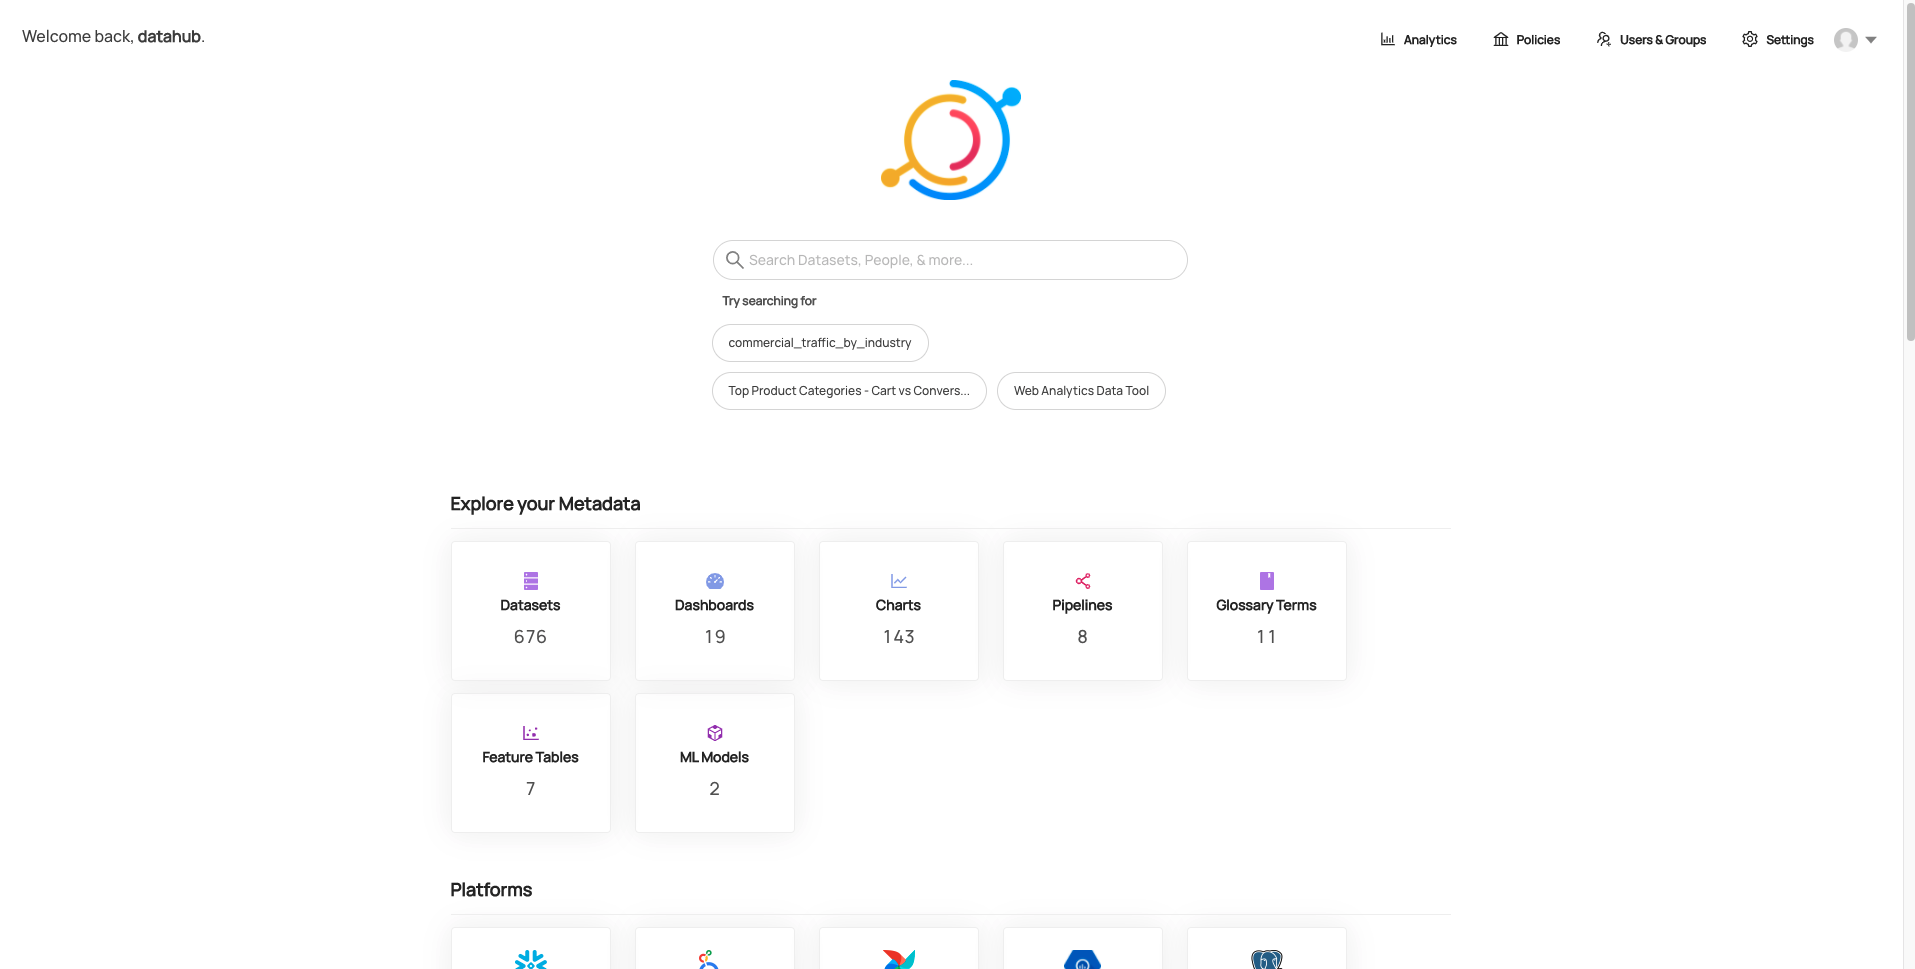 Welcome back, datahub.
Analytics
Policies
Users & Groups
Settings
Search Datasets, People, & more...
Try searching for
commercial_traffic_by_industry
Top Product Categories - Cart vs Convers...
Web Analytics Data Tool
Explore your Metadata
Datasets
676
Dashboards
19
Charts
143
Pipelines
8
Glossary Terms
11
Feature Tables
7
ML Models
2
Platforms